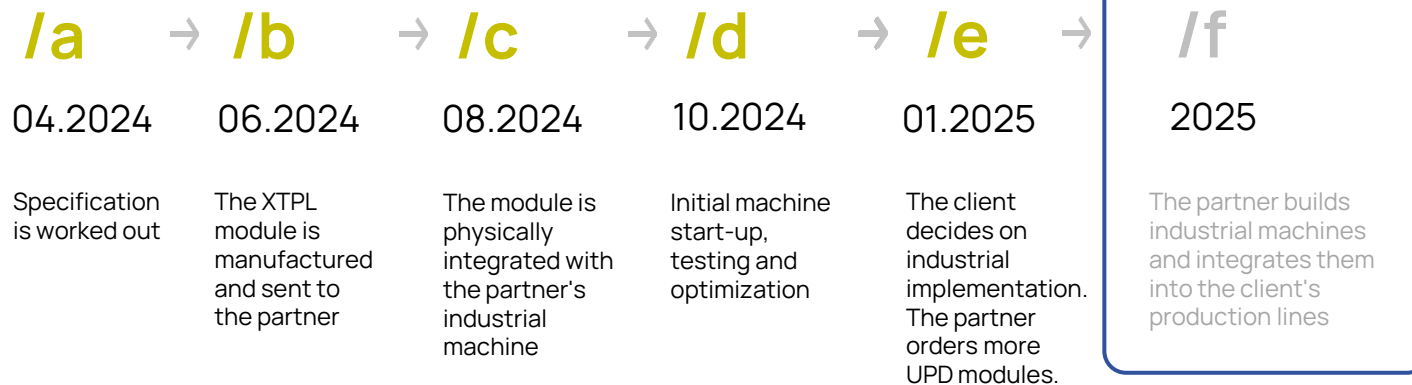 /a → /b → /c → /d → /e → /f
04.2024 06.2024 08.2024 10.2024 01.2025 2025
Specification
is worked out
The XTPL
module is
manufactured
and sent to
the partner
The module is
physically
integrated with
the partner's
industrial
machine
Initial machine
start-up,
testing and
optimization
The client
decides on
industrial
implementation.
The partner
orders more
UPD modules.
The partner builds
industrial machines
and integrates them
into the client's
production lines